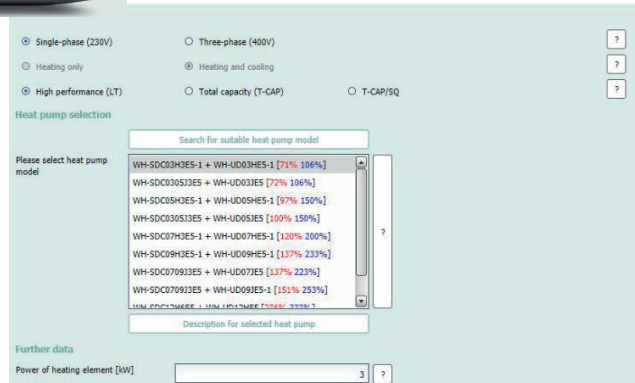 Single-phase (230V) Three-phase (400V) ?
Heating only Heating and cooling ?
High performance (LT) Total capacity (T-CAP) T-CAP/SQ ?
Heat pump selection
Search for suitable heat pump model
Please select heat pump
model
WH-SDC03H3E5-1 + WH-UD03HE5-1 [71% 106%]
WH-SDC0305J3E5 + WH-UD03JE5 [72% 106%]
WH-SDC05H3E5-1 + WH-UD05HE5-1 [97% 150%]
WH-SDC0305J3E5 + WH-UD05JE5 [100% 150%]
?
WH-SDC07H3E5-1 + WH-UD07HE5-1 [120% 200%]
WH-SDC09H3E5-1 + WH-UD09HE5-1 [137% 233%]
WH-SDC0709J3E5 + WH-UD07JE5 [137% 223%]
WH-SDC0709J3E5 + WH-UD09JE5-1 [151% 253%]
Description for selected heat pump
Further data
Power of heating element [kW] 3 ?